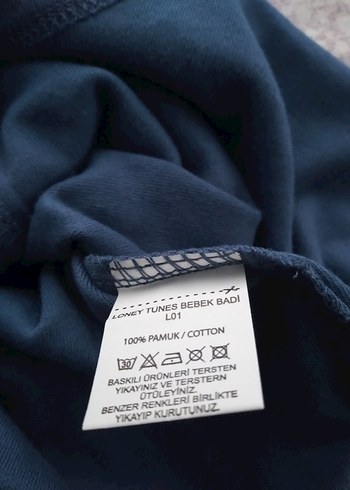 LONEY TUNES BEBEK BADİ
L01
100% PAMUK / COTTON
30
BASKILI ÜRÜNLERİ TERSTEN
YIKAYINIZ VE TERSTERN
ÜTÜLEYİNİZ.
BENZER RENKLERİ BİRLİKTE
YIKAYIP KURUTUNUZ.